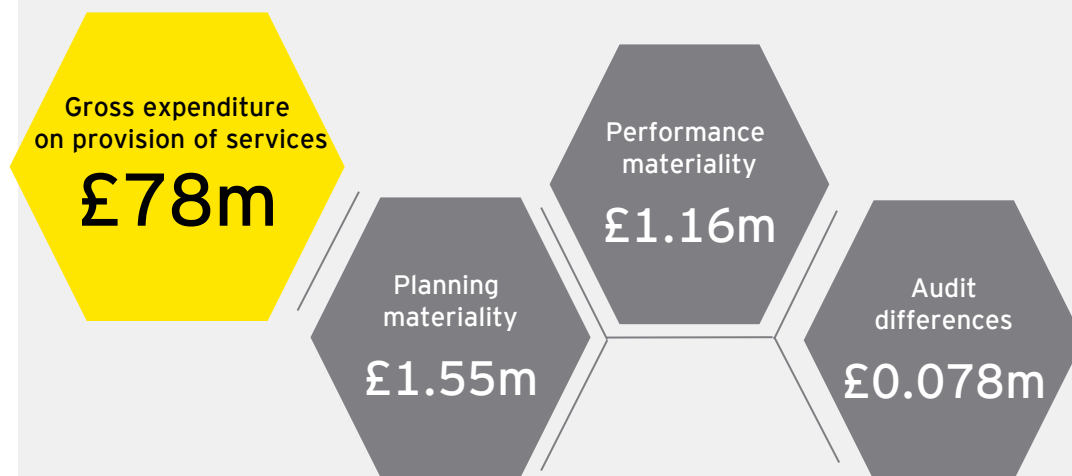 Gross expenditure
on provision of services
£78m
Planning
materiality
£1.55m
Performance
materiality
£1.16m
Audit
differences
£0.078m